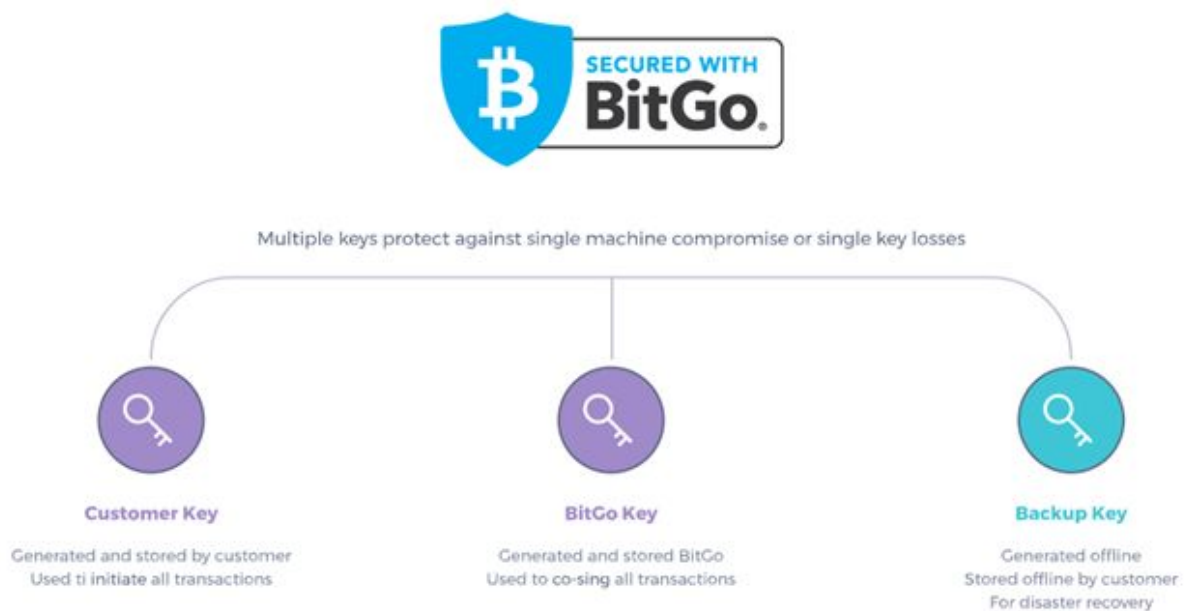 SECURED WITH
BitGo®
Multiple keys protect against single machine compromise or single key losses
Customer Key
Generated and stored by customer
Used ti initiate all transactions
BitGo Key
Generated and stored BitGo
Used to co-sing all transactions
Backup Key
Generated offline
Stored offline by customer
For disaster recovery